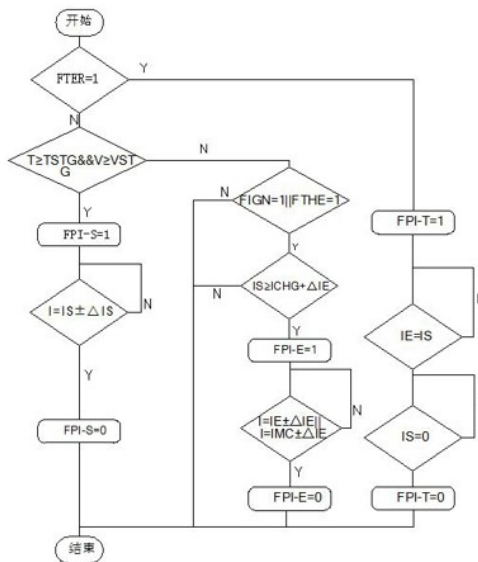 开始
FTER=1
Y
N
T≥TSTG&&V≥VST
G
N
Y
FPI-S=1
I=IS±△IS
N
Y
FPI-S=0
FIGN=1||FTHE=1
N
Y
IS≥ICHG+△IE
N
Y
FPI-E=1
I=IE±△IE||
I=IMC±△IE
N
Y
FPI-E=0
FPI-T=1
IE=IS
IS=0
FPI-T=0
结束